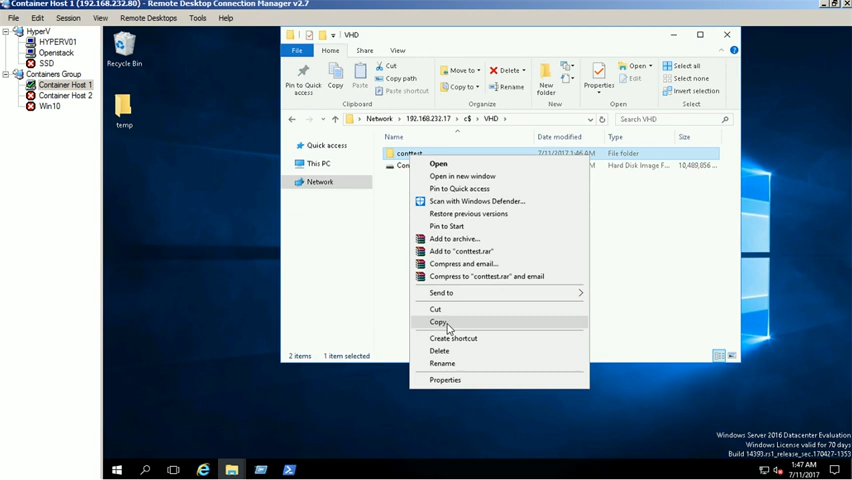 Container Host 1 (192.168.232.80) - Remote Desktop Connection Manager v2.7
File Session View Remote Desktops Tools Help
HyperV
HYPERV01
Openstack
SSD
Containers Group
Container Host 1
Container Host 2
Win10
Recycle Bin
temp
VHD
File Home Share View
Pin to Quick access
Copy
Paste
Cut
Copy path
Paste shortcut
Clipboard
Move to
Copy to
Delete
Rename
Organize
New folder
New
Properties
Open
Edit
Open
Select all
Select none
Invert selection
Select
Network 192.168.232.17 c$ VHD
Search VHD
Quick access
This PC
Network
Name Date modified Type Size
conttest 7/11/2017 1:46 AM File folder
Con Hard Disk Image F... 10,489,856 ...
Open
Open in new window
Pin to Quick access
Scan with Windows Defender...
Restore previous versions
Pin to Start
Add to archive...
Add to "conttest.rar"
Compress and email...
Compress to "conttest.rar" and email
Send to
Cut
Copy
Create shortcut
Delete
Rename
Properties
2 items 1 item selected
Windows Server 2016 Datacenter Evaluation
Windows License valid for 70 days
Build 14393.rs1_release_sec.170427-1353
1:47 AM
7/11/2017